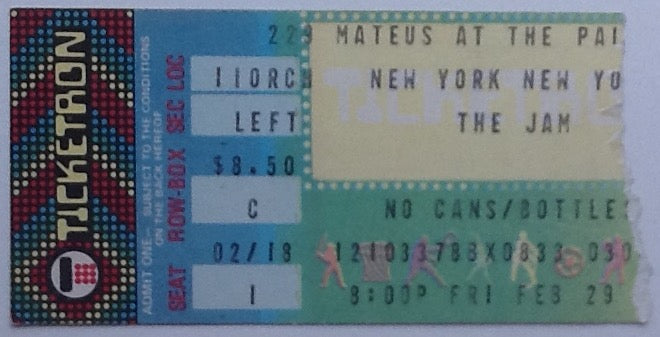 TICKETRON
ADMIT ONE— SUBJECT TO THE CONDITIONS
ON THE BACK HEREOF
SEAT ROW-BOX SEC LOC
MATEUS AT THE PAL
11ORCH
NEW YORK NEW YO
LEFT
THE JAM
$8.50
C
NO CANS/BOTTLES
02/18
1
8:00P FRI FEB 29